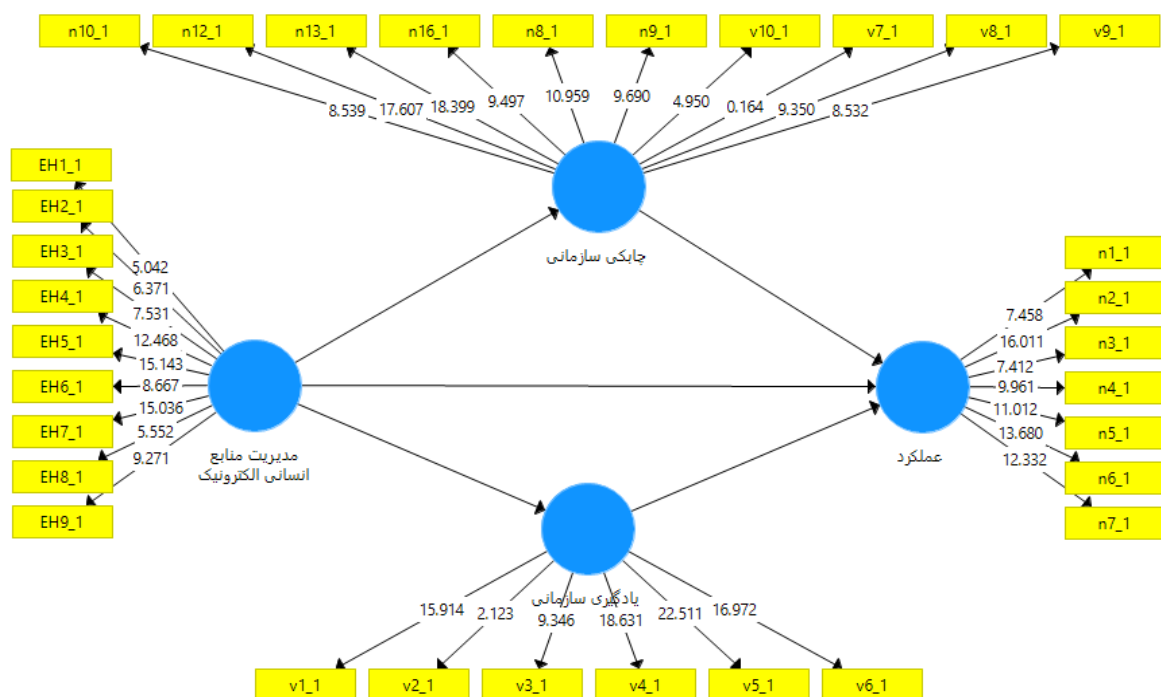 n10_1
n12_1
n13_1
n16_1
n8_1
n9_1
v10_1
v7_1
v8_1
v9_1
8.539
17.607
18.399
9.497
10.959
9.690
4.950
0.164
9.350
8.532
چابکی سازمانی
EH1_1
EH2_1
EH3_1
EH4_1
EH5_1
EH6_1
EH7_1
EH8_1
EH9_1
5.042
6.371
7.531
12.468
15.143
8.667
15.036
5.552
9.271
مدیریت منابع
انسانی الکترونیک
عملکرد
7.458
16.011
7.412
9.961
11.012
13.680
12.332
n1_1
n2_1
n3_1
n4_1
n5_1
n6_1
n7_1
یادگیری سازمانی
15.914
2.123
9.346
18.631
22.511
16.972
v1_1
v2_1
v3_1
v4_1
v5_1
v6_1